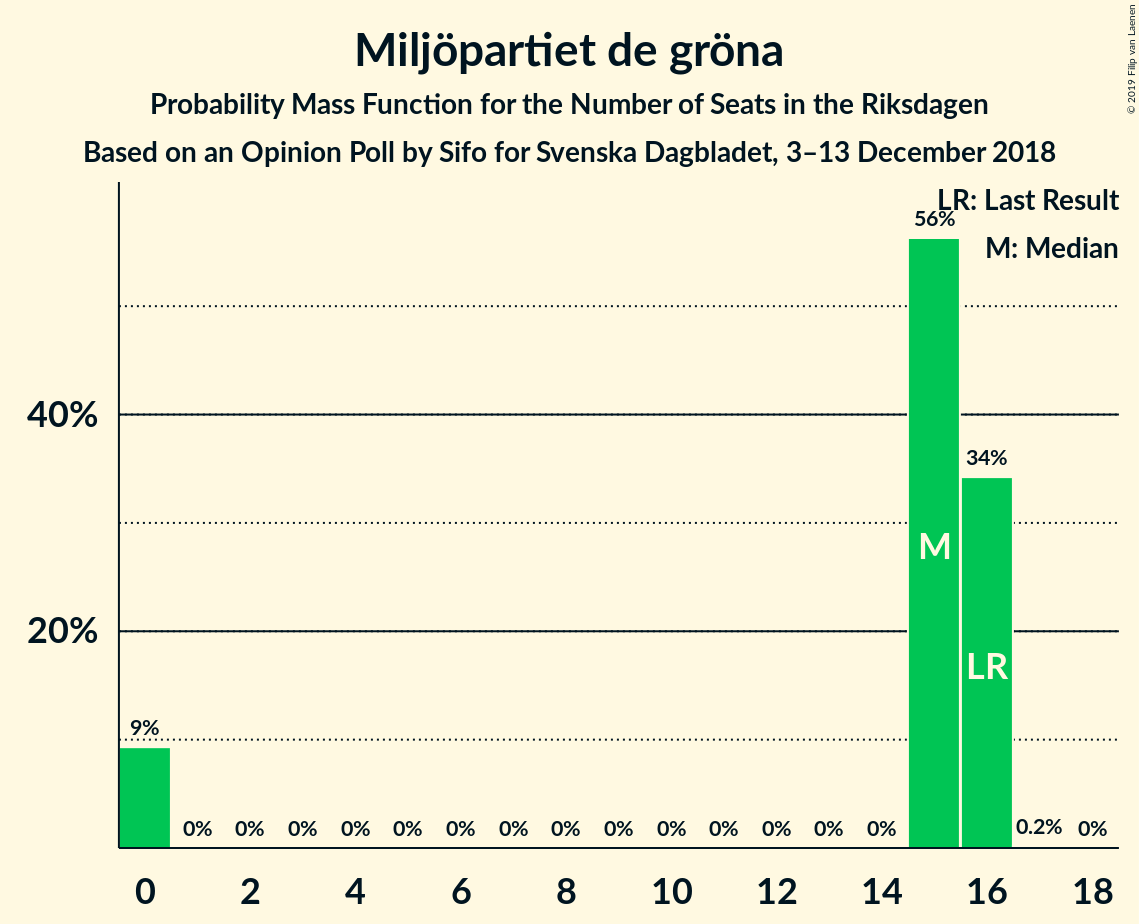 Miljöpartiet de gröna
Probability Mass Function for the Number of Seats in the Riksdagen
Based on an Opinion Poll by Sifo for Svenska Dagbladet, 3–13 December 2018
© 2019 Filip van Laenen
LR: Last Result
M: Median
56%
40%
34%
M
20%
LR
9%
0% 0% 0% 0% 0% 0% 0% 0% 0% 0% 0% 0% 0% 0% 0.2% 0%
0 2 4 6 8 10 12 14 16 18